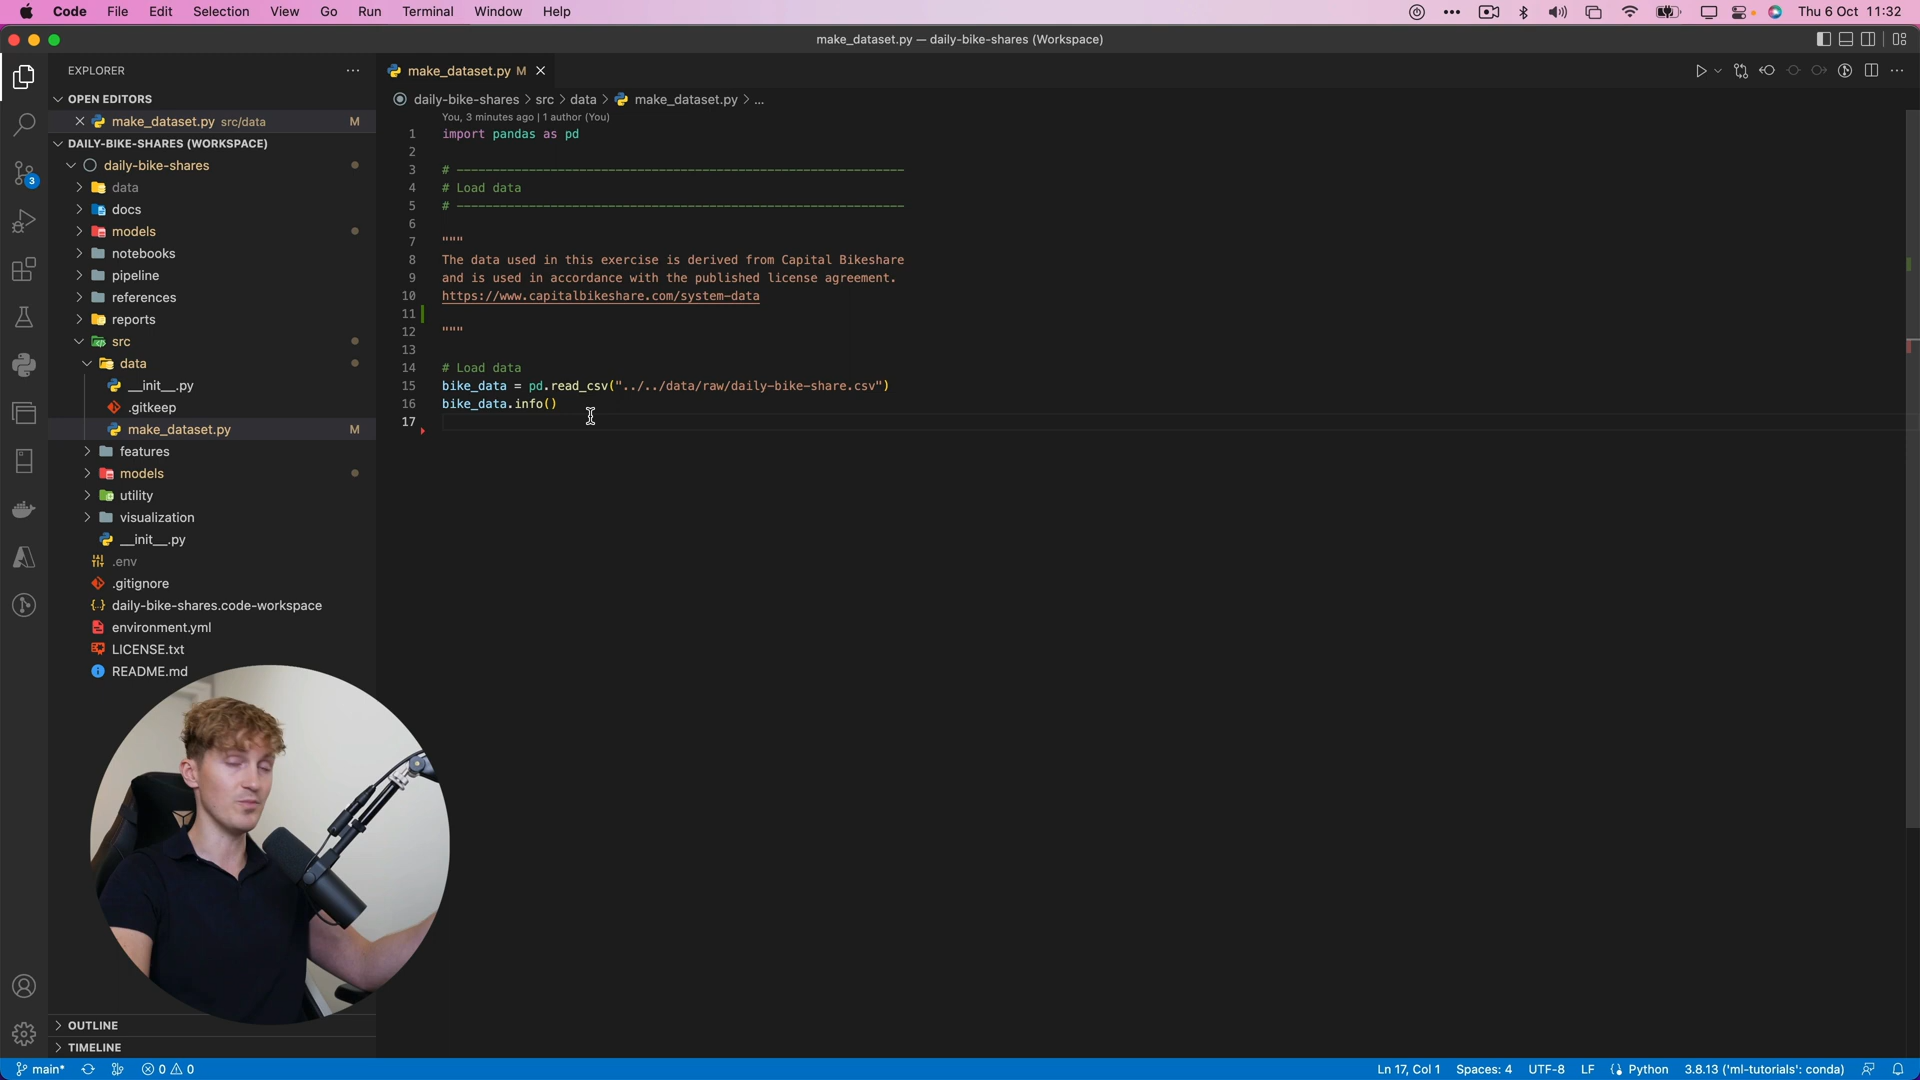 Code File Edit Selection View Go Run Terminal Window Help Thu 6 Oct 11:32
make_dataset.py — daily-bike-shares (Workspace)
EXPLORER
OPEN EDITORS
make_dataset.py src/data M
DAILY-BIKE-SHARES (WORKSPACE)
daily-bike-shares
data
docs
models
notebooks
pipeline
references
reports
src
data
__init__.py
.gitkeep
make_dataset.py M
features
models
utility
visualization
__init__.py
.env
.gitignore
daily-bike-shares.code-workspace
environment.yml
LICENSE.txt
README.md
OUTLINE
TIMELINE
3
make_dataset.py M
daily-bike-shares > src > data > make_dataset.py > ...
You, 3 minutes ago | 1 author (You)
1 import pandas as pd
2
3 # --------------------------------------------------------------
4 # Load data
5 # --------------------------------------------------------------
6
7 """
8 The data used in this exercise is derived from Capital Bikeshare
9 and is used in accordance with the published license agreement.
10 https://www.capitalbikeshare.com/system-data
11
12 """
13
14 # Load data
15 bike_data = pd.read_csv("../../data/raw/daily-bike-share.csv")
16 bike_data.info()
17
main* 0 0 Ln 17, Col 1 Spaces: 4 UTF-8 LF Python 3.8.13 ('ml-tutorials': conda)